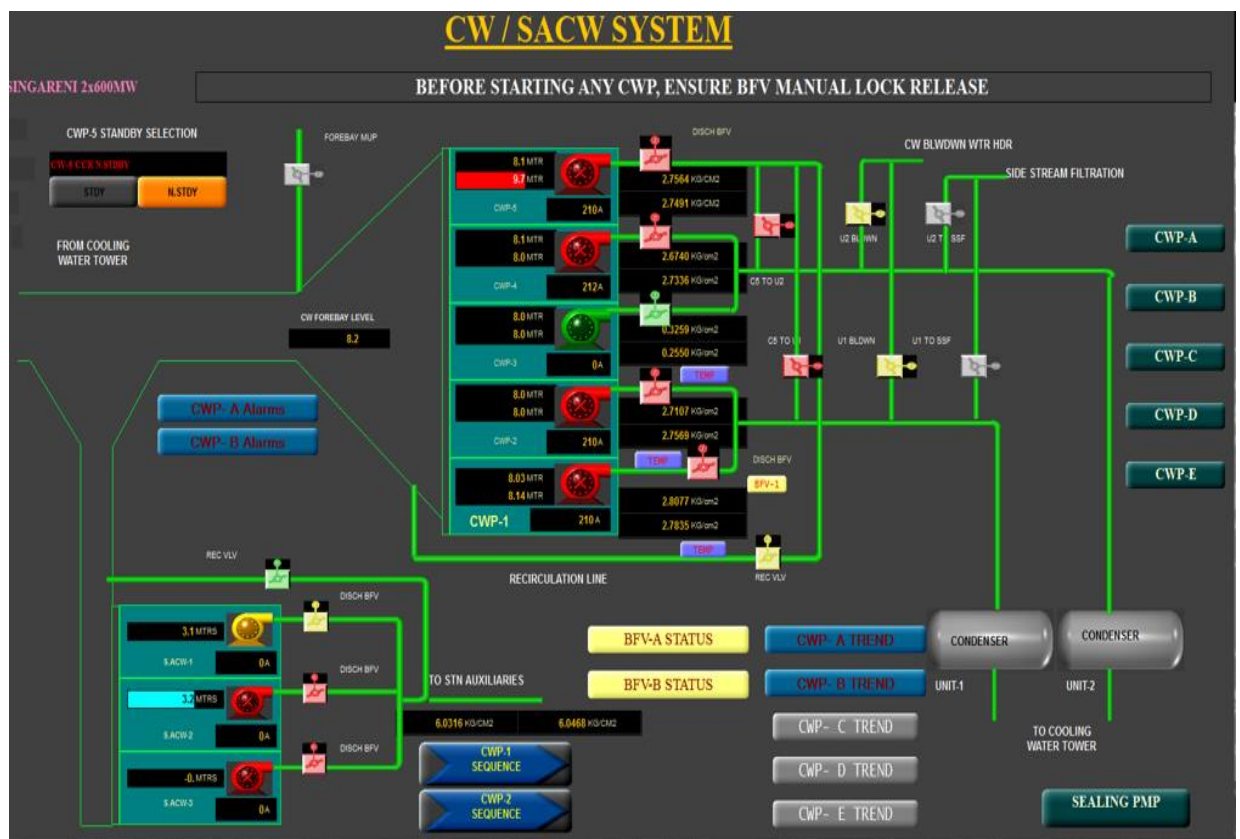 CW / SACW SYSTEM
SINGARENI 2x600MW
BEFORE STARTING ANY CWP, ENSURE BFV MANUAL LOCK RELEASE
CWP-5 STANDBY SELECTION
STDY
N.STDY
FROM COOLING
WATER TOWER
FOREBAY MUP
CW FOREBAY LEVEL
8.2
CWP- A Alarms
CWP- B Alarms
8.1 MTR
9.7 MTR
CWP-5
210A
8.1 MTR
8.0 MTR
CWP-4
212A
8.0 MTR
8.0 MTR
CWP-3
0A
8.0 MTR
8.0 MTR
CWP-2
210A
8.03 MTR
8.14 MTR
CWP-1
210 A
DISCH BFV
2.7564 KG/CM2
2.7491 KG/CM2
2.6740 KG/cm2
2.7336 KG/cm2
0.3259 KG/cm2
0.2550 KG/cm2
TEMP
2.7107 KG/cm2
2.7569 KG/cm2
TEMP
DISCH BFV
BFV-1
2.8077 KG/cm2
2.7835 KG/cm2
TEMP
REC VLV
C5 TO U2
C5 TO
CW BLWDWN WTR HDR
SIDE STREAM FILTRATION
U2
U2
SSF
U1 BLDWN
U1 TO SSF
CWP-A
CWP-B
CWP-C
CWP-D
CWP-E
REC VLV
RECIRCULATION LINE
DISCH BFV
3.1 MTRS
S.ACW-1
0A
DISCH BFV
3.2 MTRS
S.ACW-2
0A
DISCH BFV
-0. MTRS
S.ACW-3
0A
TO STN AUXILIARIES
6.0316 KG/CM2
6.0468 KG/CM2
CWP-1
SEQUENCE
CWP-2
SEQUENCE
BFV-A STATUS
BFV-B STATUS
CWP- A TREND
CWP- B TREND
CWP- C TREND
CWP- D TREND
CWP- E TREND
CONDENSER
CONDENSER
UNIT-1
UNIT-2
TO COOLING
WATER TOWER
SEALING PMP